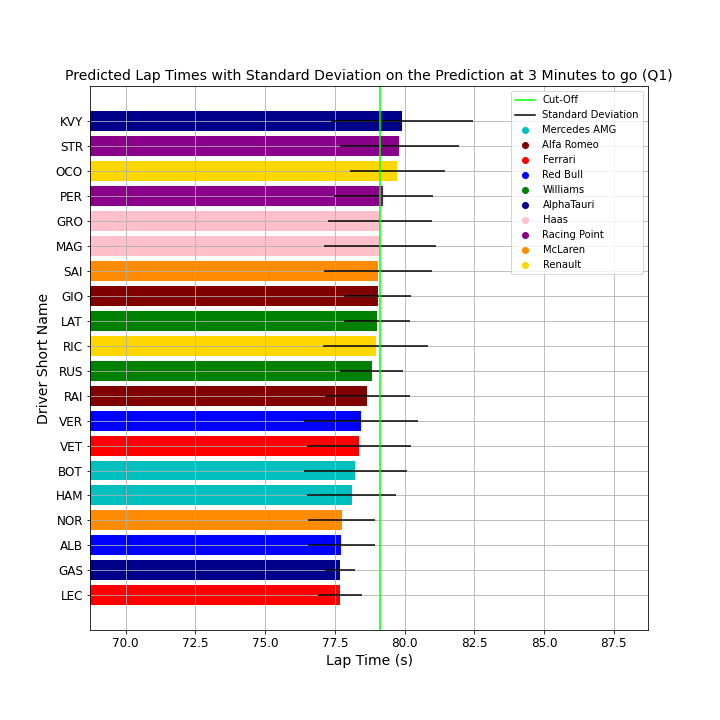 Predicted Lap Times with Standard Deviation on the Prediction at 3 Minutes to go (Q1)
Cut-Off
Standard Deviation
Mercedes AMG
Alfa Romeo
Ferrari
Red Bull
Williams
AlphaTauri
Haas
Racing Point
McLaren
Renault
Driver Short Name
KVY
STR
OCO
PER
GRO
MAG
SAI
GIO
LAT
RIC
RUS
RAI
VER
VET
BOT
HAM
NOR
ALB
GAS
LEC
70.0 72.5 75.0 77.5 80.0 82.5 85.0 87.5
Lap Time (s)